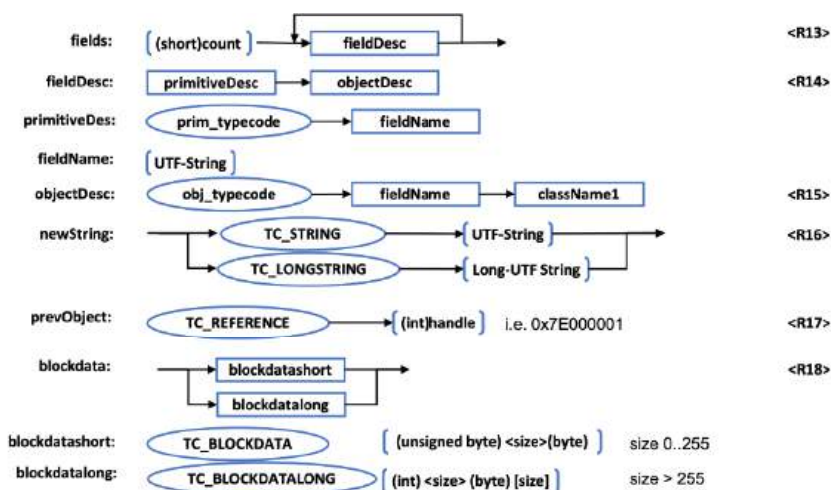 fields: (short)count fieldDesc <R13>
fieldDesc: primitiveDesc objectDesc <R14>
primitiveDes: prim_typecode fieldName
fieldName: UTF-String
objectDesc: obj_typecode fieldName className1 <R15>
newString: TC_STRING UTF-String <R16>
TC_LONGSTRING Long-UTF String
prevObject: TC_REFERENCE (int)handle i.e. 0x7E000001 <R17>
blockdata: blockdatashort <R18>
blockdatalong
blockdatashort: TC_BLOCKDATA (unsigned byte) <size>(byte) size 0..255
blockdatalong: TC_BLOCKDATALONG (int) <size> (byte) [size] size > 255